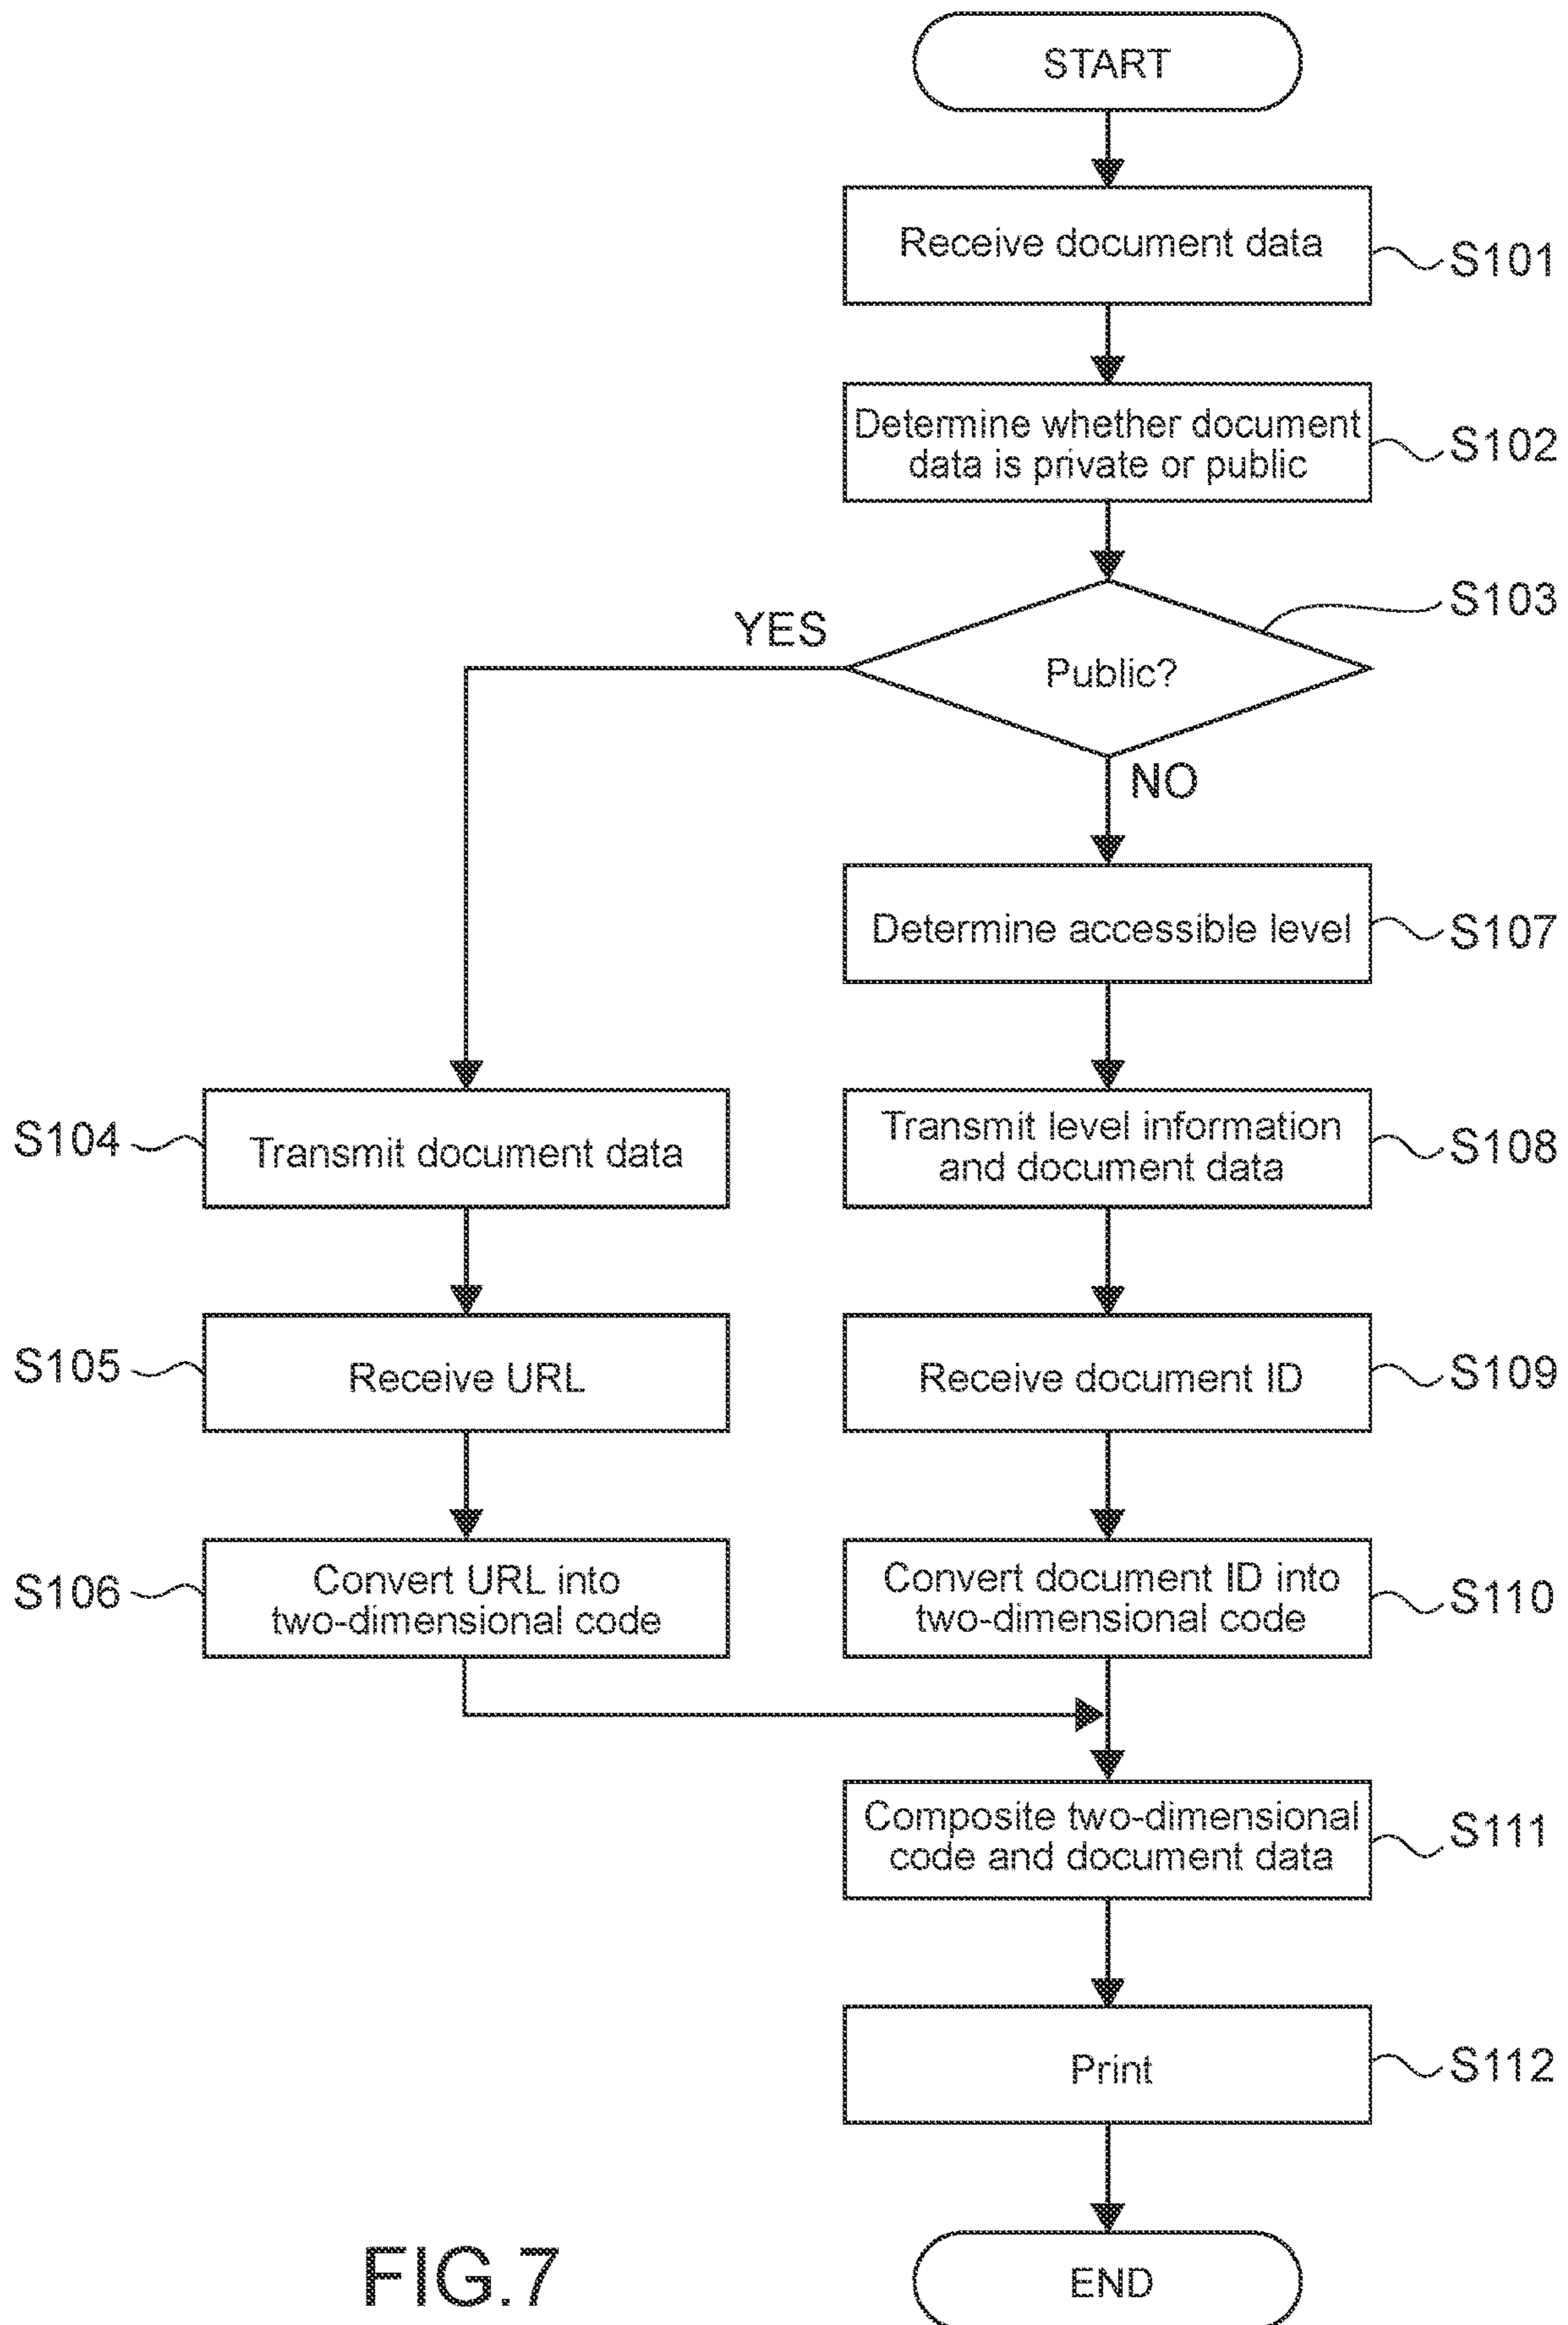 START
Receive document data
S101
Determine whether document
data is private or public
S102
S103
YES
Public?
NO
Determine accessible level
S107
S104
Transmit document data
Transmit level information
and document data
S108
S105
Receive URL
Receive document ID
S109
S106
Convert URL into
two-dimensional code
Convert document ID into
two-dimensional code
S110
Composite two-dimensional
code and document data
S111
Print
S112
END
FIG.7